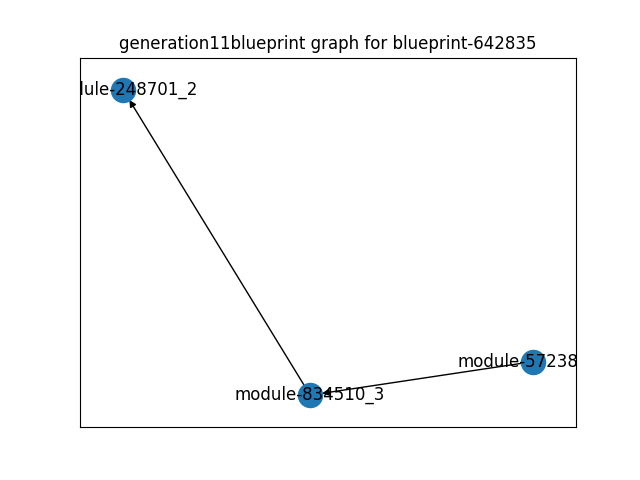 generation11blueprint graph for blueprint-642835
lule-248701_2
module-57238
module-834510_3